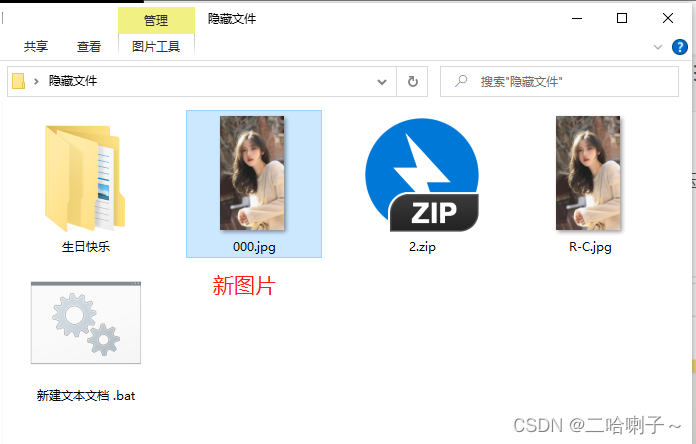 管理
隐藏文件
共享
查看
图片工具
隐藏文件
搜索"隐藏文件"
生日快乐
000.jpg
ZIP
2.zip
R-C.jpg
新图片
新建文本文档 .bat
CSDN @二哈喇子～